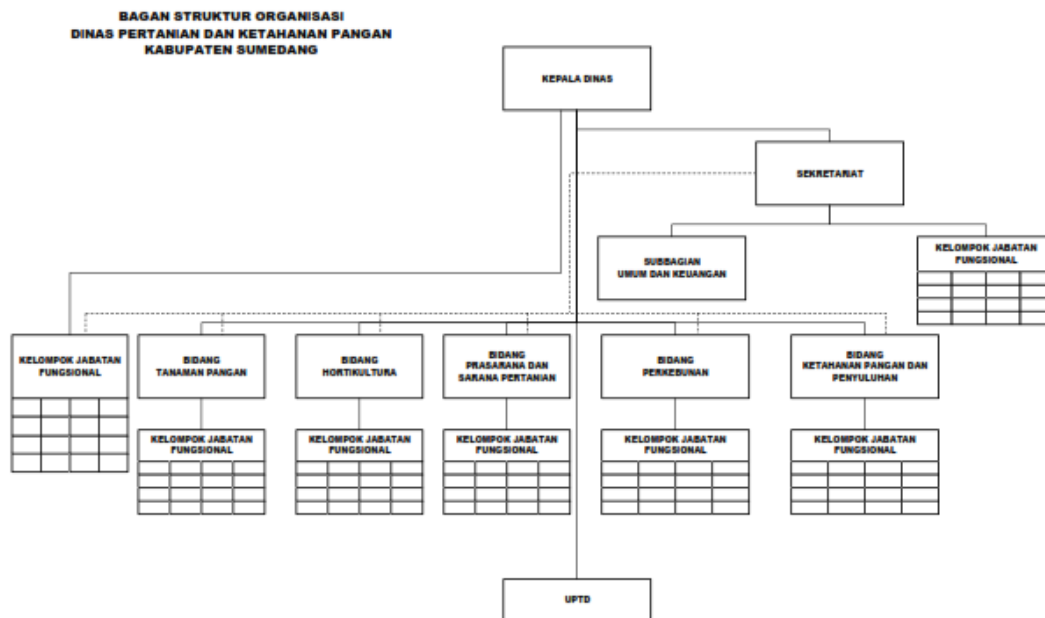 BAGAN STRUKTUR ORGANISASI
DINAS PERTANIAN DAN KETAHANAN PANGAN
KABUPATEN SUMEDANG
KEPALA DINAS
SEKRETARIAT
SUBBAGIAN
UMUM DAN KEUANGAN
KELOMPOK JABATAN
FUNGSIONAL
KELOMPOK JABATAN
FUNGSIONAL
BIDANG
TANAMAN PANGAN
BIDANG
HORTIKULTURA
BIDANG
PRASARANA DAN
SARANA PERTANIAN
BIDANG
PERKEBUNAN
BIDANG
KETAHANAN PANGAN DAN
PENYULUHAN
KELOMPOK JABATAN
FUNGSIONAL
KELOMPOK JABATAN
FUNGSIONAL
KELOMPOK JABATAN
FUNGSIONAL
KELOMPOK JABATAN
FUNGSIONAL
KELOMPOK JABATAN
FUNGSIONAL
UPTD